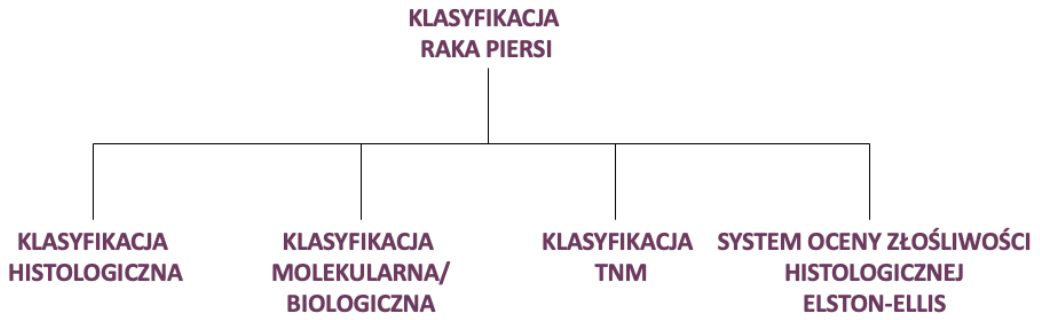 KLASYFIKACJA
RAKA PIERSI
KLASYFIKACJA
HISTOLOGICZNA
KLASYFIKACJA
MOLEKULARNA/
BIOLOGICZNA
KLASYFIKACJA
TNM
SYSTEM OCENY ZŁOŚLIWOŚCI
HISTOLOGICZNEJ
ELSTON-ELLIS